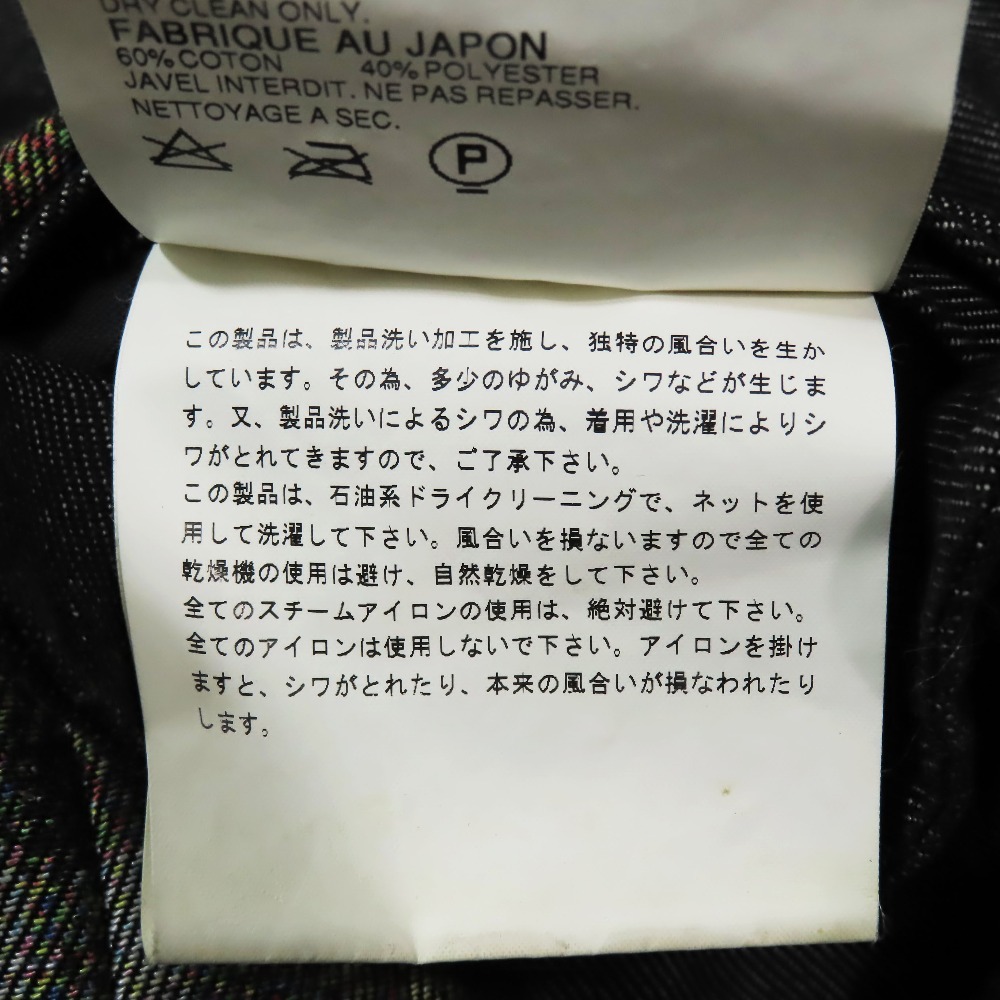 DRY CLEAN ONLY.
FABRIQUE AU JAPON
60% COTON 40% POLYESTER
JAVEL INTERDIT. NE PAS REPASSER.
NETTOYAGE A SEC.
P
この製品は、製品洗い加工を施し、独特の風合いを生か
しています。その為、多少のゆがみ、シワなどが生じま
す。又、製品洗いによるシワの為、着用や洗濯によりシ
ワがとれてきますので、ご了承下さい。
この製品は、石油系ドライクリーニングで、ネットを使
用して洗濯して下さい。風合いを損ないますので全ての
乾燥機の使用は避け、自然乾燥をして下さい。
全てのスチームアイロンの使用は、絶対避けて下さい。
全てのアイロンは使用しないで下さい。アイロンを掛け
ますと、シワがとれたり、本来の風合いが損なわれたり
します。